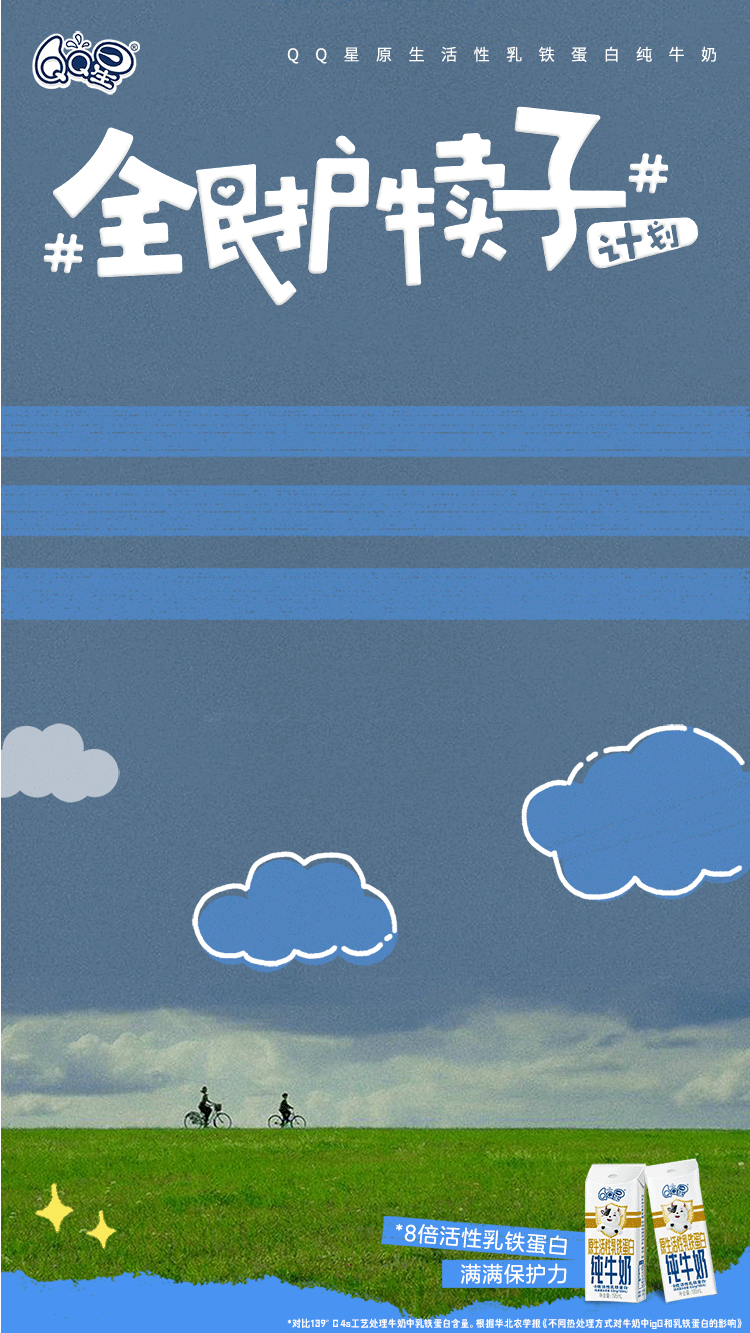 QQ星®
QQ星原生活性乳铁蛋白纯牛奶
#全民护犊子#
计划
*8倍活性乳铁蛋白
满满保护力
QQ星
原生活性乳铁蛋白
纯牛奶
QQ星
原生活性乳铁蛋白
纯牛奶
*对比139°C 4s工艺处理牛奶中乳铁蛋白含量。根据华北农学报《不同热处理方式对牛奶中igG和乳铁蛋白的影响》